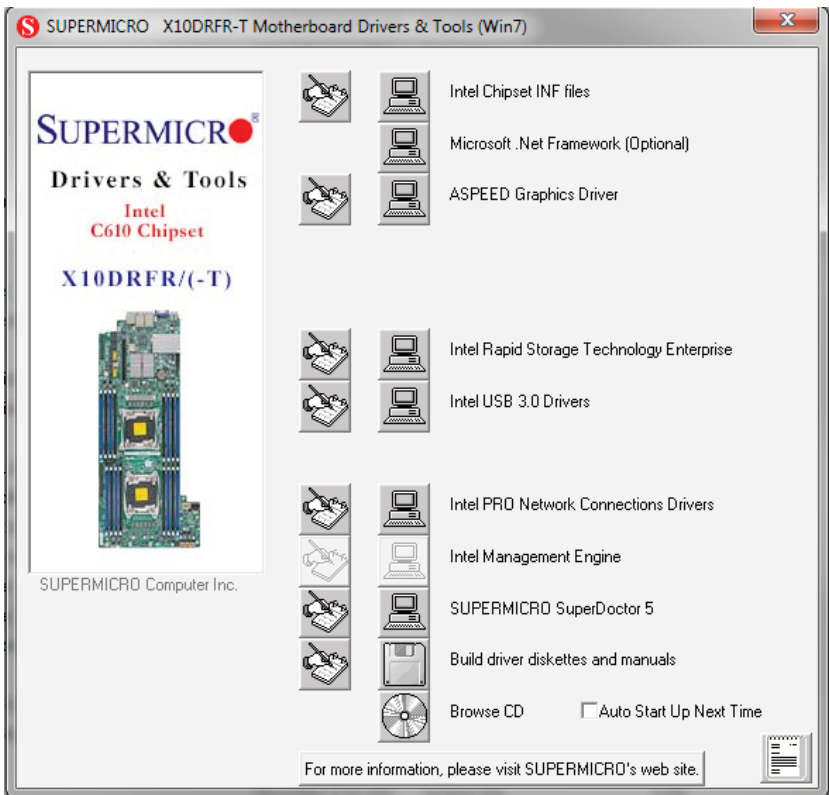 SUPERMICRO X10DRFR-T Motherboard Drivers & Tools (Win7)
SUPERMICR®
Drivers & Tools
Intel
C610 Chipset
X10DRFR/(-T)
SUPERMICRO Computer Inc.
Intel Chipset INF files
Microsoft .Net Framework (Optional)
ASPEED Graphics Driver
Intel Rapid Storage Technology Enterprise
Intel USB 3.0 Drivers
Intel PRO Network Connections Drivers
Intel Management Engine
SUPERMICRO SuperDoctor 5
Build driver diskettes and manuals
Browse CD
Auto Start Up Next Time
For more information, please visit SUPERMICRO's web site.